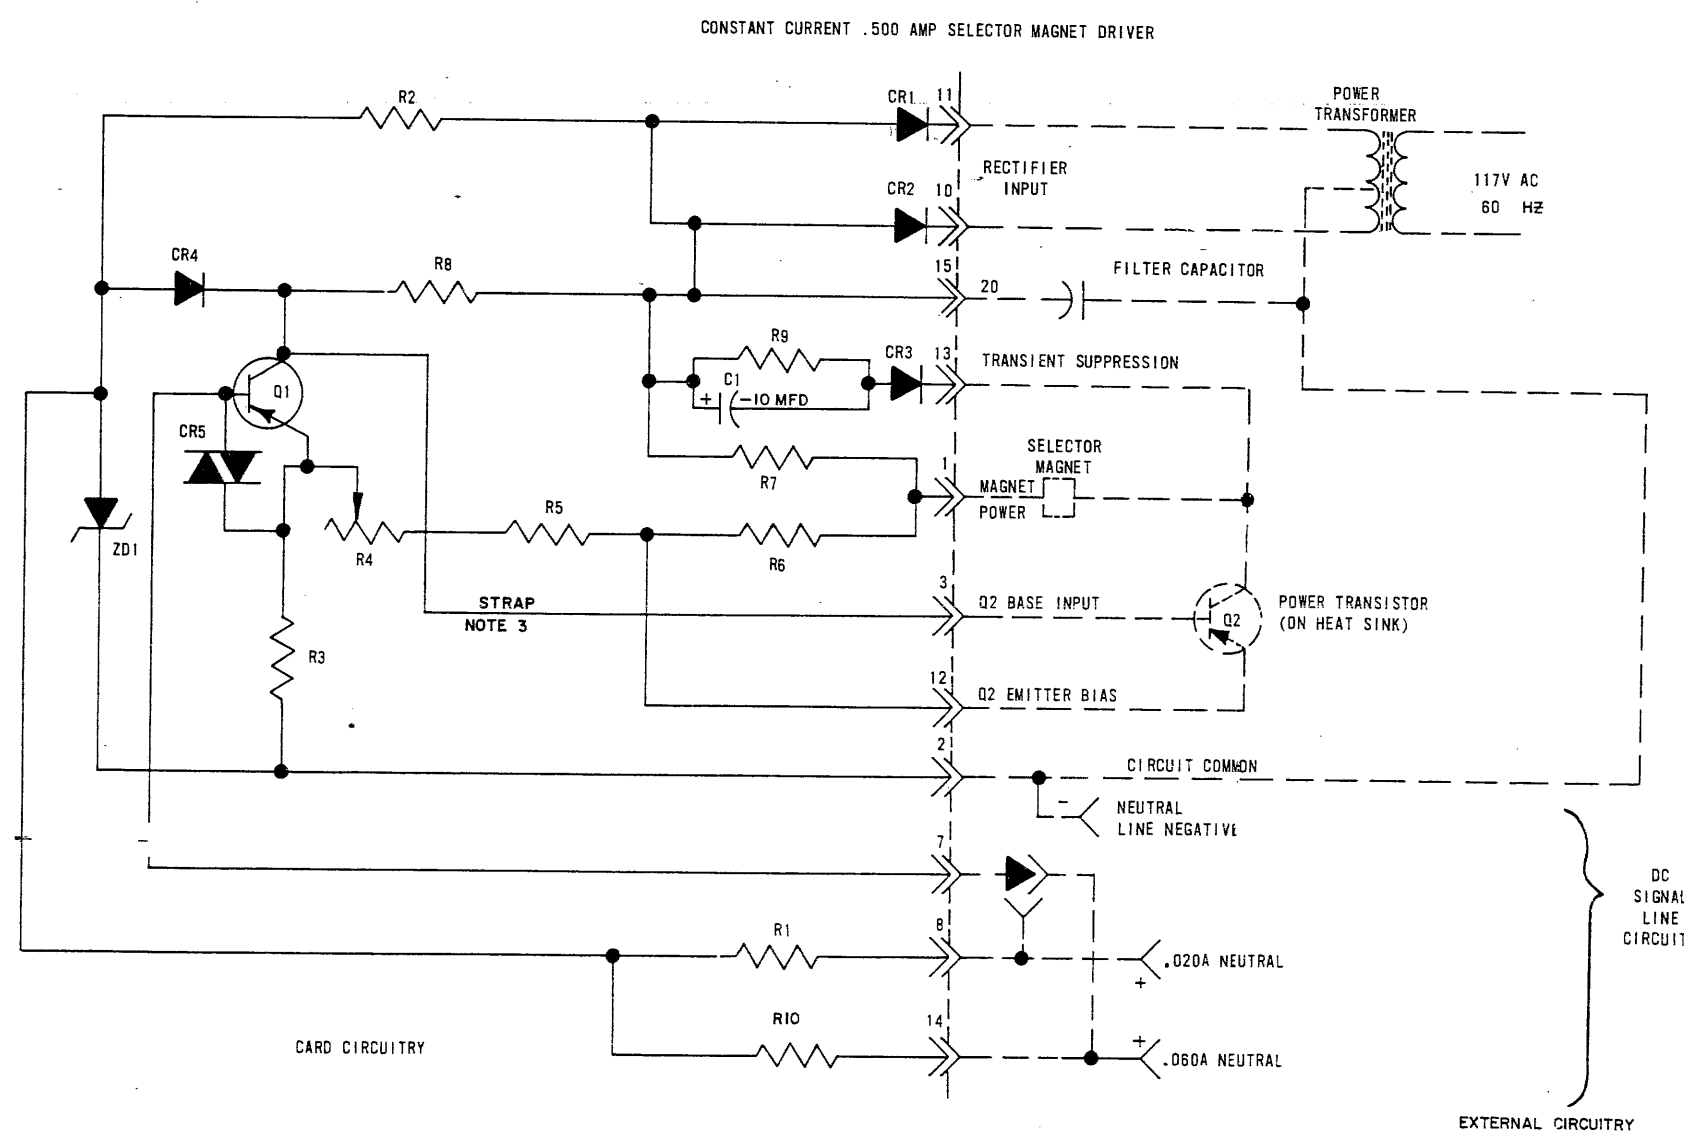 CONSTANT CURRENT .500 AMP SELECTOR MAGNET DRIVER
R2
CR1
11
POWER
TRANSFORMER
RECTIFIER
INPUT
CR2
10
117V AC
60 HZ
CR4
R8
15
20
FILTER CAPACITOR
R9
CR3
13
TRANSIENT SUPPRESSION
C1
+
-10 MFD
Q1
CR5
SELECTOR
MAGNET
R7
1
MAGNET
POWER
ZD1
R4
R5
R6
3
STRAP
NOTE 3
Q2 BASE INPUT
Q2
POWER TRANSISTOR
(ON HEAT SINK)
R3
12
Q2 EMITTER BIAS
2
CIRCUIT COMMON
-
NEUTRAL
LINE NEGATIVE
7
DC
SIGNAL
LINE
CIRCUIT
R1
8
.020A NEUTRAL
+
R10
14
+
.060A NEUTRAL
CARD CIRCUITRY
EXTERNAL CIRCUITRY